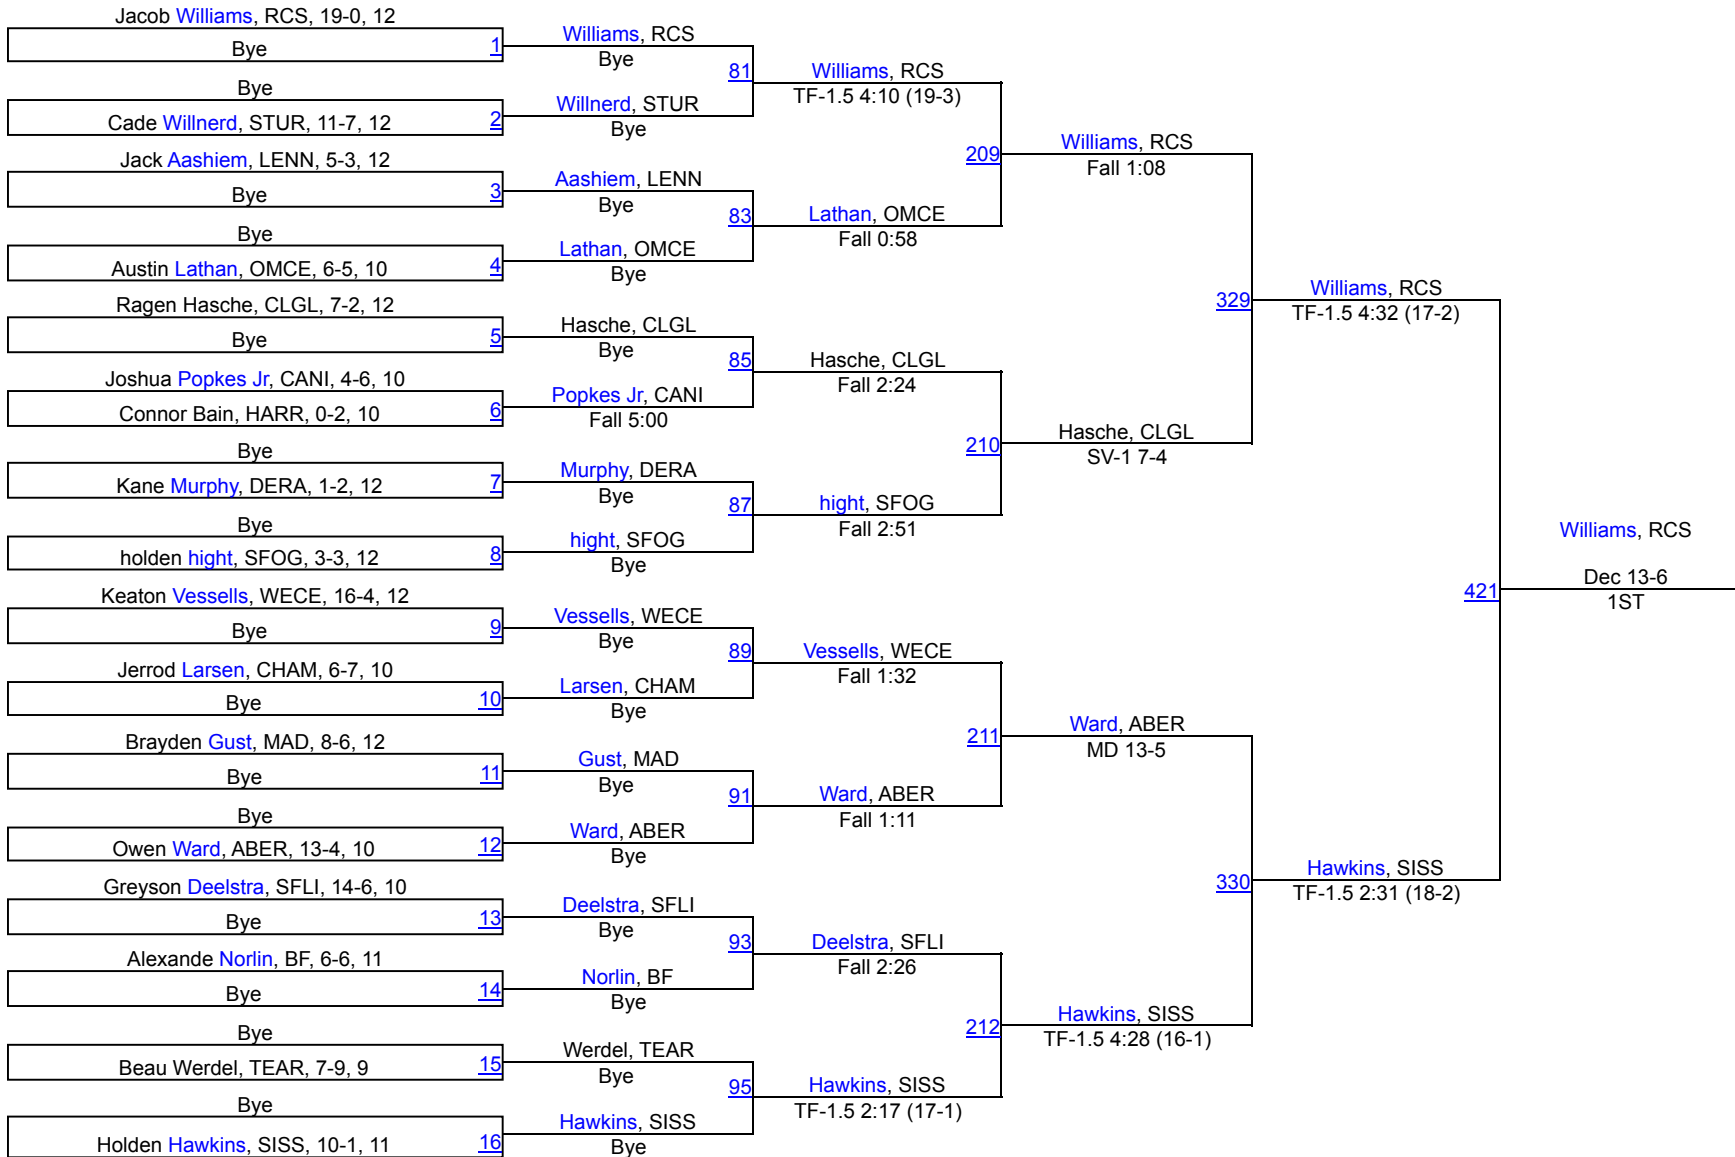 Jacob Williams, RCS, 19-0, 12
Bye
1
Bye
Cade Willnerd, STUR, 11-7, 12
2
Jack Aashiem, LENN, 5-3, 12
Bye
3
Bye
Austin Lathan, OMCE, 6-5, 10
4
Ragen Hasche, CLGL, 7-2, 12
Bye
5
Joshua Popkes Jr, CANI, 4-6, 10
Connor Bain, HARR, 0-2, 10
6
Bye
Kane Murphy, DERA, 1-2, 12
7
Bye
holden hight, SFOG, 3-3, 12
8
Keaton Vessells, WECE, 16-4, 12
Bye
9
Jerrod Larsen, CHAM, 6-7, 10
Bye
10
Brayden Gust, MAD, 8-6, 12
Bye
11
Bye
Owen Ward, ABER, 13-4, 10
12
Greyson Deelstra, SFLI, 14-6, 10
Bye
13
Alexande Norlin, BF, 6-6, 11
Bye
14
Bye
Beau Werdel, TEAR, 7-9, 9
15
Bye
Holden Hawkins, SISS, 10-1, 11
16
Williams, RCS
Bye
81
Willnerd, STUR
Bye
Aashiem, LENN
Bye
83
Lathan, OMCE
Bye
Hasche, CLGL
Bye
85
Popkes Jr, CANI
Fall 5:00
Murphy, DERA
Bye
87
hight, SFOG
Bye
Vessells, WECE
Bye
89
Larsen, CHAM
Bye
Gust, MAD
Bye
91
Ward, ABER
Bye
Deelstra, SFLI
Bye
93
Norlin, BF
Bye
Werdel, TEAR
Bye
95
Hawkins, SISS
Bye
Williams, RCS
TF-1.5 4:10 (19-3)
209
Lathan, OMCE
Fall 0:58
Hasche, CLGL
Fall 2:24
210
hight, SFOG
Fall 2:51
Vessells, WECE
Fall 1:32
211
Ward, ABER
Fall 1:11
Deelstra, SFLI
Fall 2:26
212
Hawkins, SISS
TF-1.5 2:17 (17-1)
Williams, RCS
Fall 1:08
329
Hasche, CLGL
SV-1 7-4
Ward, ABER
MD 13-5
330
Hawkins, SISS
TF-1.5 4:28 (16-1)
Williams, RCS
TF-1.5 4:32 (17-2)
421
Hawkins, SISS
TF-1.5 2:31 (18-2)
Williams, RCS
Dec 13-6
1ST